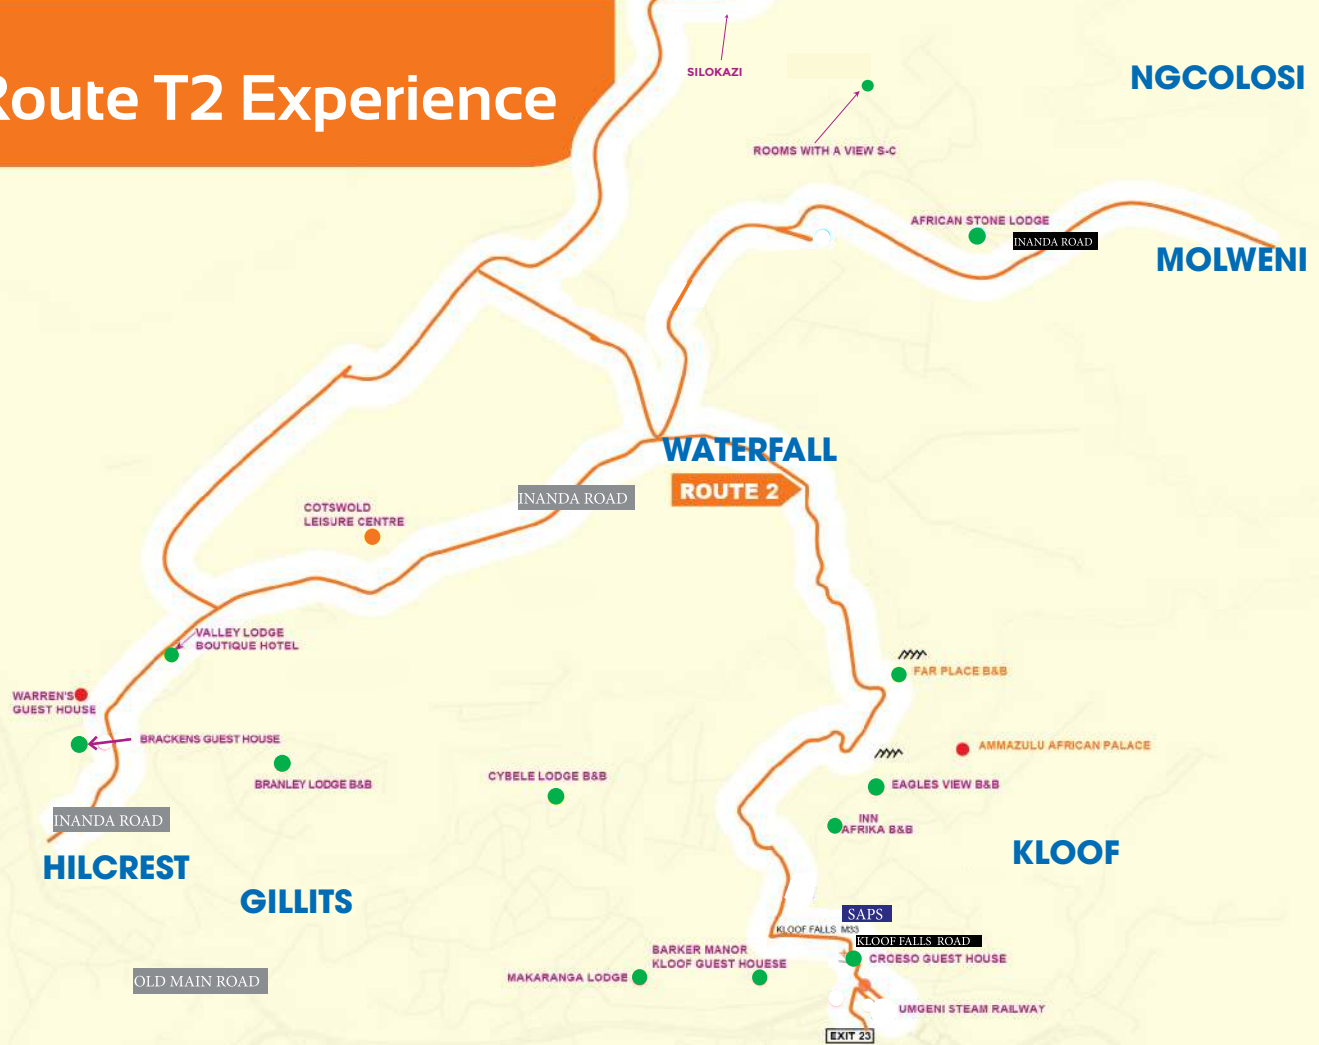 Route T2 Experience
SILOKAZI
NGCOLOSI
ROOMS WITH A VIEW S-C
AFRICAN STONE LODGE
INANDA ROAD
MOLWENI
WATERFALL
ROUTE 2
INANDA ROAD
COTSWOLD
LEISURE CENTRE
VALLEY LODGE
BOUTIQUE HOTEL
FAR PLACE B&B
WARREN'S
GUEST HOUSE
BRACKENS GUEST HOUSE
AMMAZULU AFRICAN PALACE
BRANLEY LODGE B&B
CYBELE LODGE B&B
EAGLES VIEW B&B
INANDA ROAD
INN
AFRIKA B&B
KLOOF
HILCREST
GILLITS
SAPS
KLOOF FALLS M33
KLOOF FALLS ROAD
BARKER MANOR
KLOOF GUEST HOUESE
CROESO GUEST HOUSE
MAKARANGA LODGE
OLD MAIN ROAD
UMGENI STEAM RAILWAY
EXIT 23